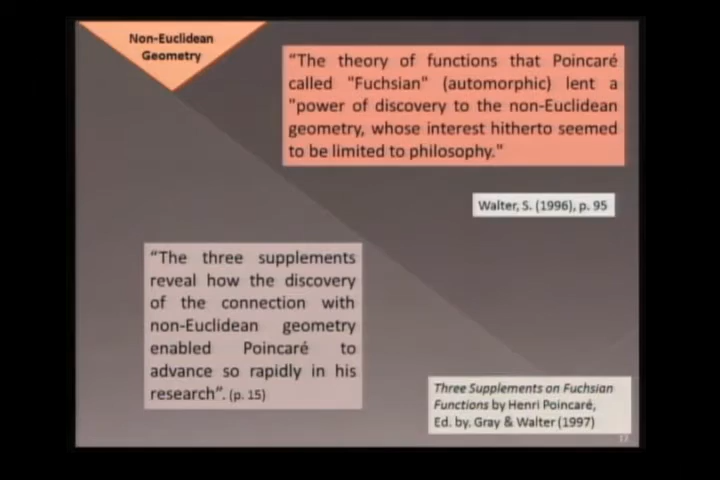 Non-Euclidean
Geometry
“The theory of functions that Poincaré
called "Fuchsian" (automorphic) lent a
"power of discovery to the non-Euclidean
geometry, whose interest hitherto seemed
to be limited to philosophy."
Walter, S. (1996), p. 95
“The three supplements
reveal how the discovery
of the connection with
non-Euclidean geometry
enabled Poincaré to
advance so rapidly in his
research”. (p. 15)
Three Supplements on Fuchsian
Functions by Henri Poincaré,
Ed. by. Gray & Walter (1997)